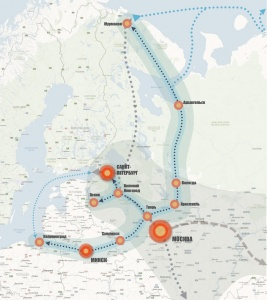 Мурманск
Архангельск
САНКТ-
ПЕТЕРБУРГ
Вологда
Псков
Великий
Новгород
Ярославль
Тверь
МОСКВА
Калининград
Смоленск
МИНСК